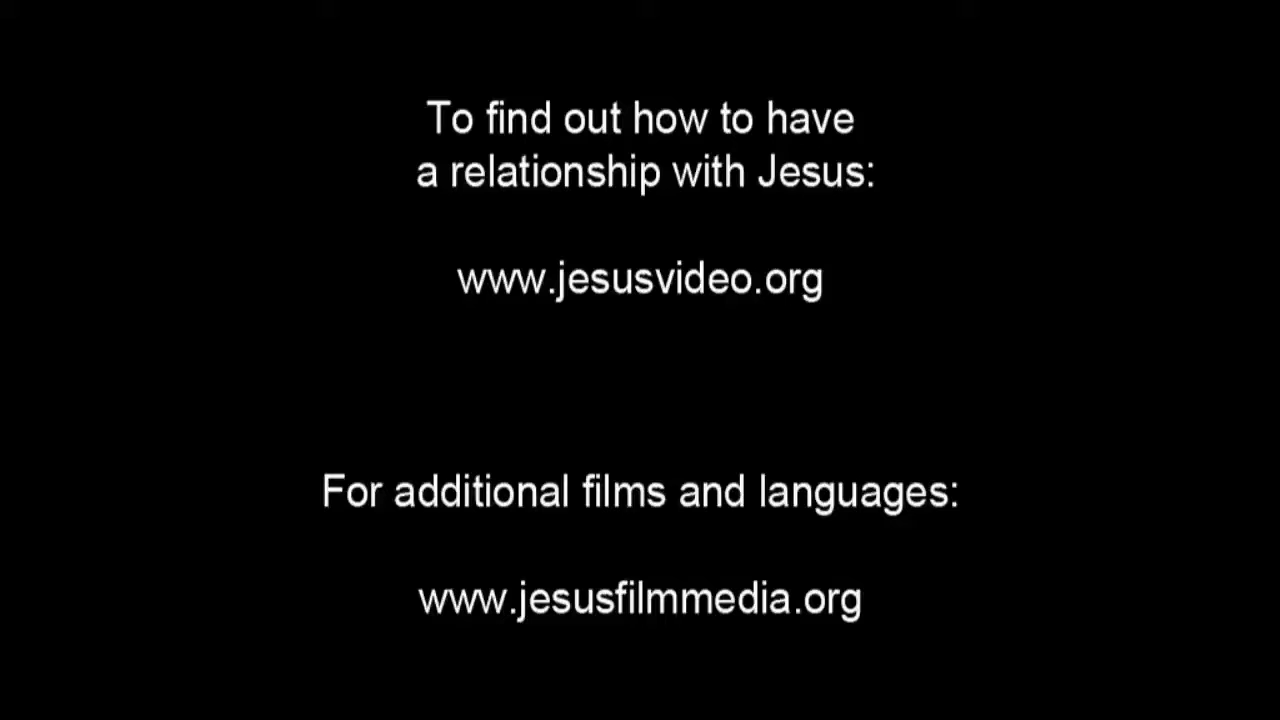 To find out how to have
a relationship with Jesus:
www.jesusvideo.org
For additional films and languages:
www.jesusfilmmedia.org